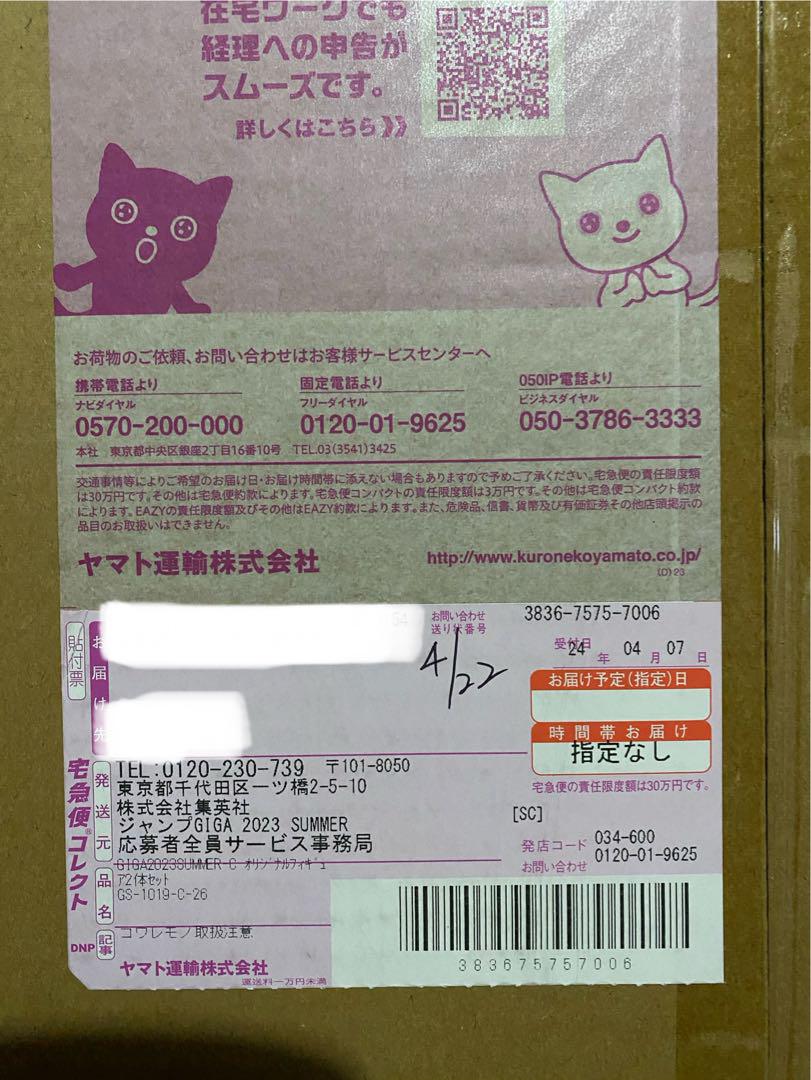 在宅ワークでも
経理への申告が
スムーズです。
詳しくはこちら》
お荷物のご依頼、お問い合わせはお客様サービスセンターへ
携帯電話より
ナビダイヤル
0570-200-000
固定電話より
フリーダイヤル
0120-01-9625
050IP電話より
ビジネスダイヤル
050-3786-3333
本社 東京都中央区銀座2丁目16番10号 TEL.03(3541)3425
交通事情等によりご希望のお届け日・お届け時間帯に添えない場合もありますので予めご了承ください。宅急便の責任限度額
は30万円です。その他は宅急便約款によります。宅急便コンパクトの責任限度額は3万円です。その他は宅急便コンパクト約款
によります。EAZYの責任限度額及びその他はEAZY約款によります。また、危険品、信書、貨幣及び有価証券その他店頭掲示の
品目のお取扱いはできません。
ヤマト運輸株式会社
http://www.kuronekoyamato.co.jp/
(D)23
貼付票
お届け先
54
お問い合わせ
送り状番号
3836-7575-7006
4/22
受付日
24年 04月 07日
お届け予定(指定)日
時間帯お届け
指定なし
宅急便の責任限度額は30万円です。
宅急便®コレクト
発送元
TEL:0120-230-739 〒101-8050
東京都千代田区一ツ橋2-5-10
株式会社集英社
ジャンプGIGA 2023 SUMMER
応募者全員サービス事務局
[SC]
発店コード 034-600
お問い合わせ 0120-01-9625
品名
GIGA2023SUMMER-C オリジナルフィギュ
ア2体セット
GS-1019-C-26
DNP
記事
コワレモノ取扱注意
ヤマト運輸株式会社
運送料一万円未満
383675757006